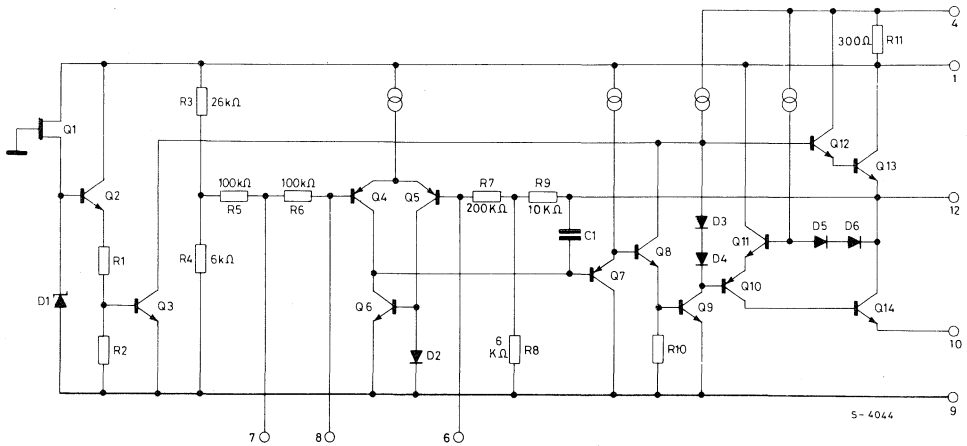 4
300Ω R11
1
R3 26kΩ
Q1
Q12
Q13
Q2
100kΩ 100kΩ
R5 R6
Q4 Q5
R7 R9
200KΩ 10KΩ
12
C1
D3
D5 D6
R1
R4 6kΩ
Q11
D4
Q8
Q7
Q10
D1
Q3
Q6
Q9
Q14
R2
D2
6
KΩ R8
R10
10
9
S-4044
7 8 6